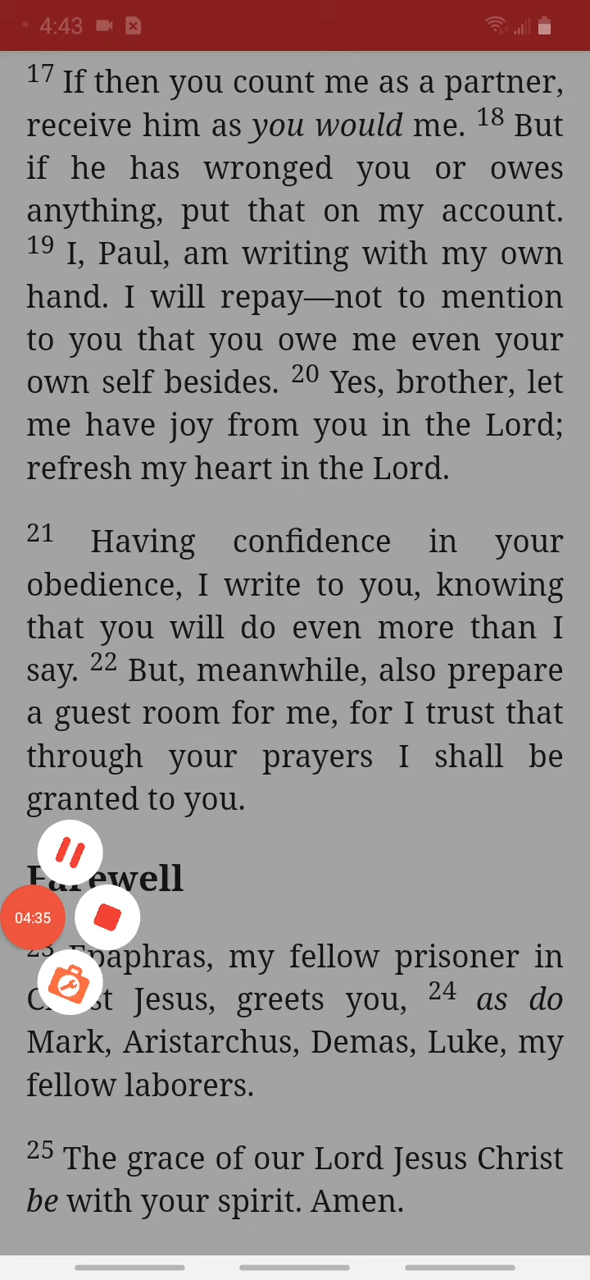 4:43
17 If then you count me as a partner,
receive him as you would me. 18 But
if he has wronged you or owes
anything, put that on my account.
19 I, Paul, am writing with my own
hand. I will repay—not to mention
to you that you owe me even your
own self besides. 20 Yes, brother, let
me have joy from you in the Lord;
refresh my heart in the Lord.
21 Having confidence in your
obedience, I write to you, knowing
that you will do even more than I
say. 22 But, meanwhile, also prepare
a guest room for me, for I trust that
through your prayers I shall be
granted to you.
Farewell
04:35
23 Epaphras, my fellow prisoner in
Christ Jesus, greets you, 24 as do
Mark, Aristarchus, Demas, Luke, my
fellow laborers.
25 The grace of our Lord Jesus Christ
be with your spirit. Amen.